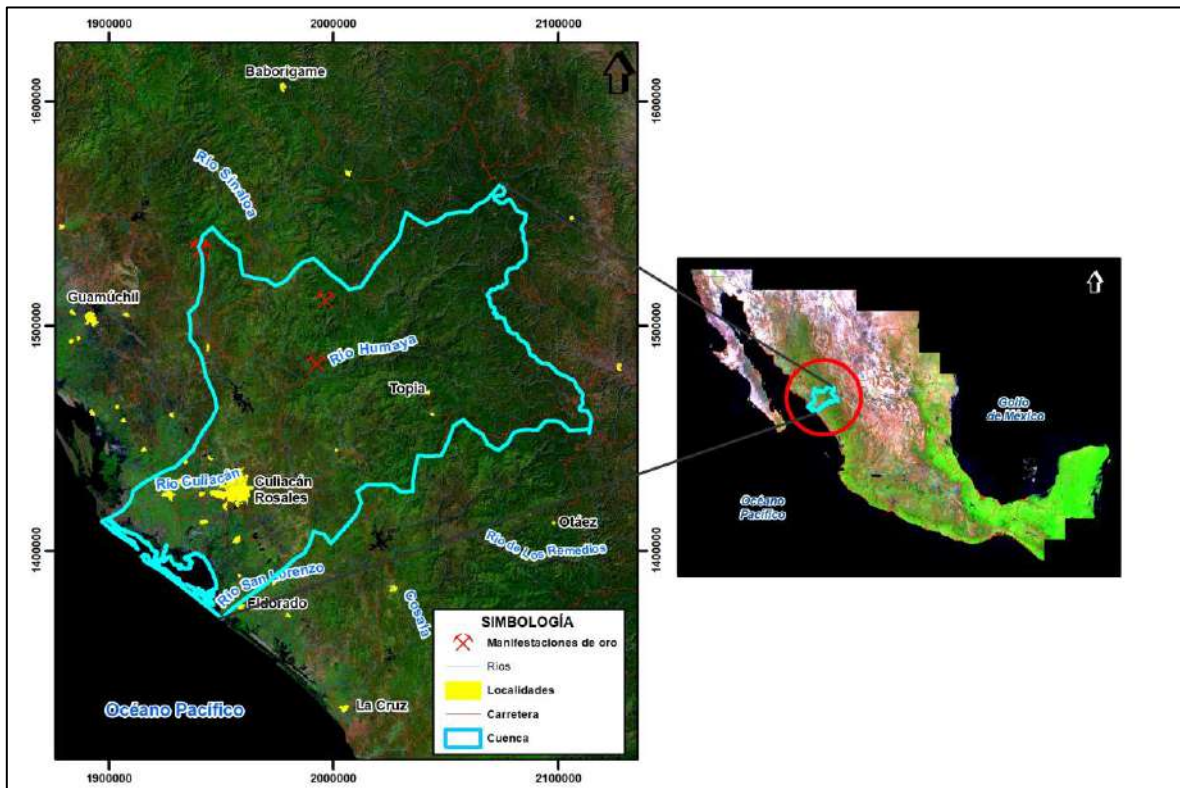 1900000
2000000
2100000
1600000
1600000
Baborigame
Río Sinaloa
Guamúchil
1500000
1500000
Río Humaya
Topia
Río Culiacán
Culiacán
Rosales
Otáez
Río de Los Remedios
1400000
1400000
Río San Lorenzo
Eldorado
Cosalá
La Cruz
Océano Pacífico
SIMBOLOGÍA
Manifestaciones de oro
Ríos
Localidades
Carretera
Cuenca
1900000
2000000
2100000
Golfo
de México
Océano
Pacífico